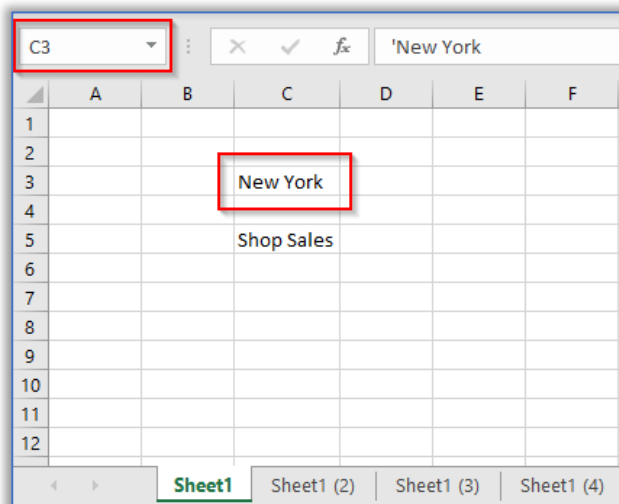 C3 fx 'New York
A B C D E F
1
2
3 New York
4
5 Shop Sales
6
7
8
9
10
11
12
Sheet1 Sheet1 (2) Sheet1 (3) Sheet1 (4)